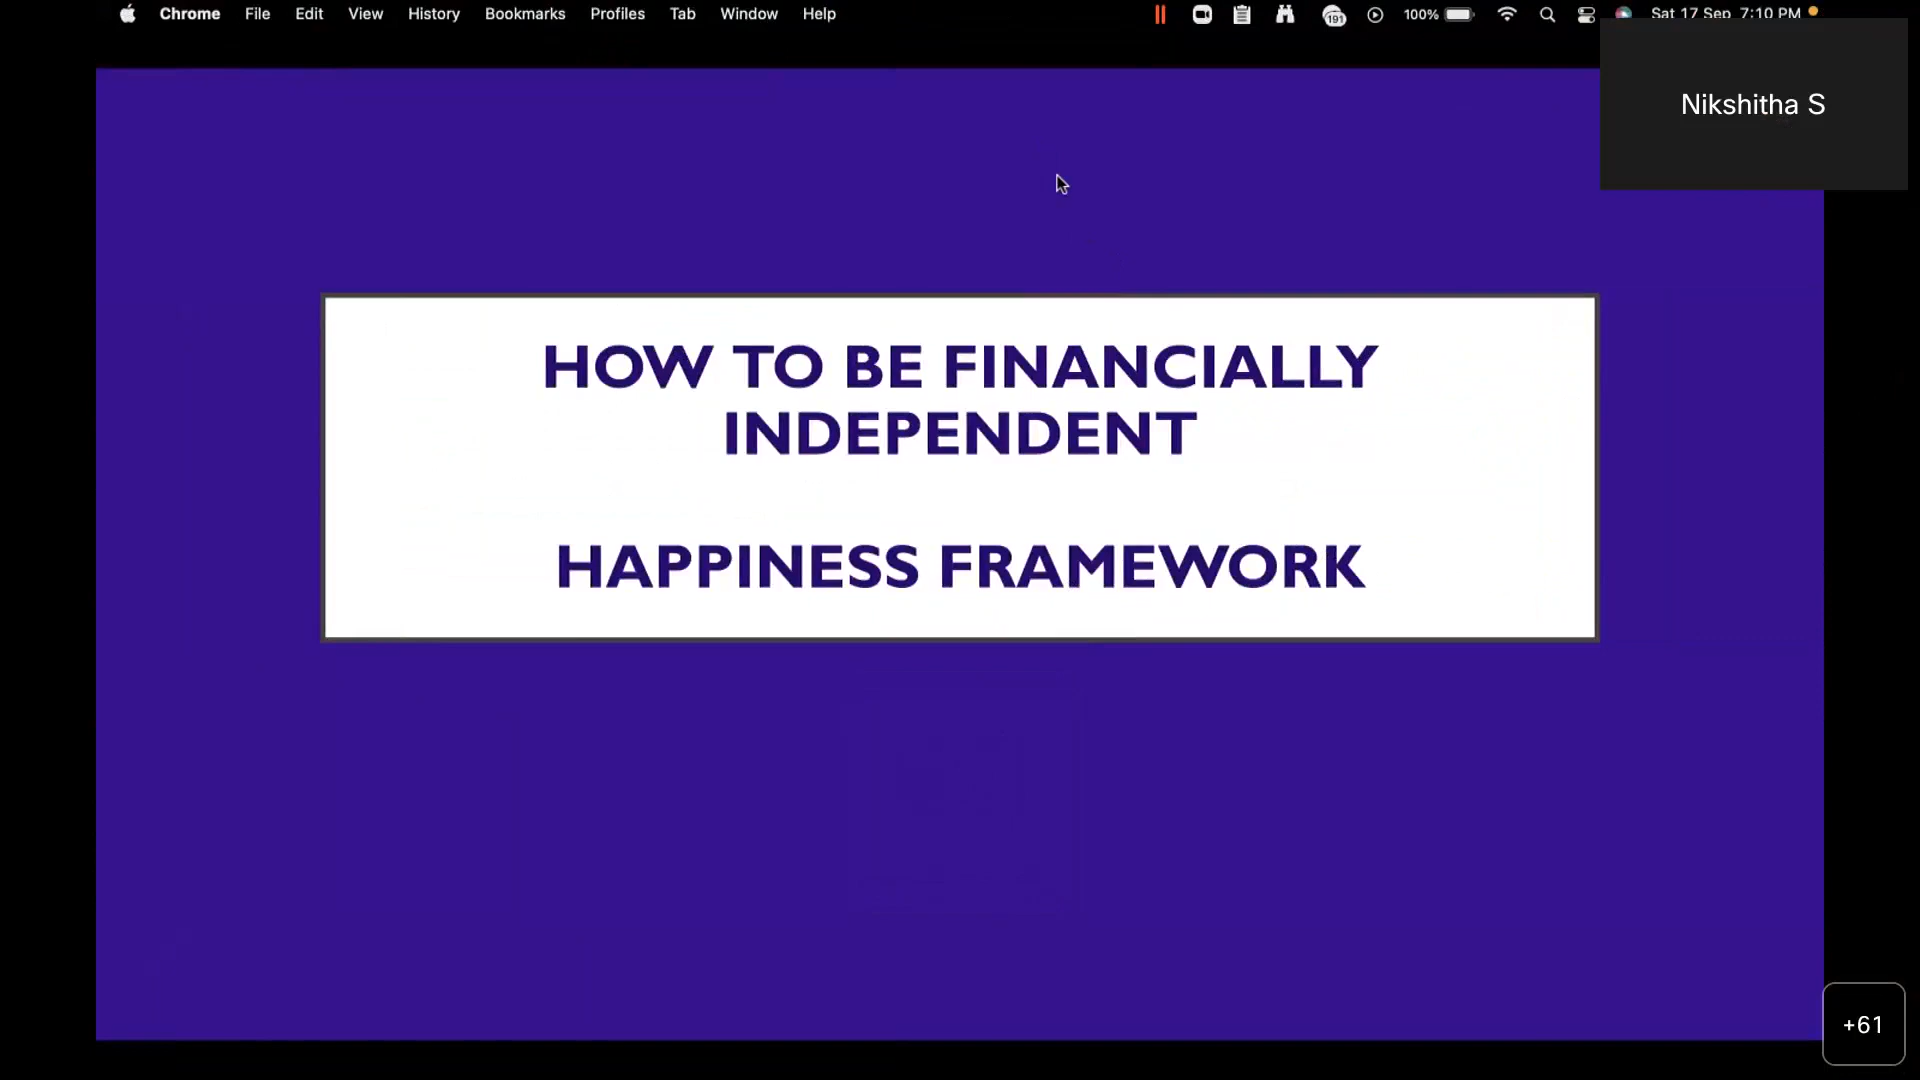 Chrome File Edit View History Bookmarks Profiles Tab Window Help 191 100% Sat 17 Sep 7:10 PM
Nikshitha S
HOW TO BE FINANCIALLY
INDEPENDENT
HAPPINESS FRAMEWORK
+61